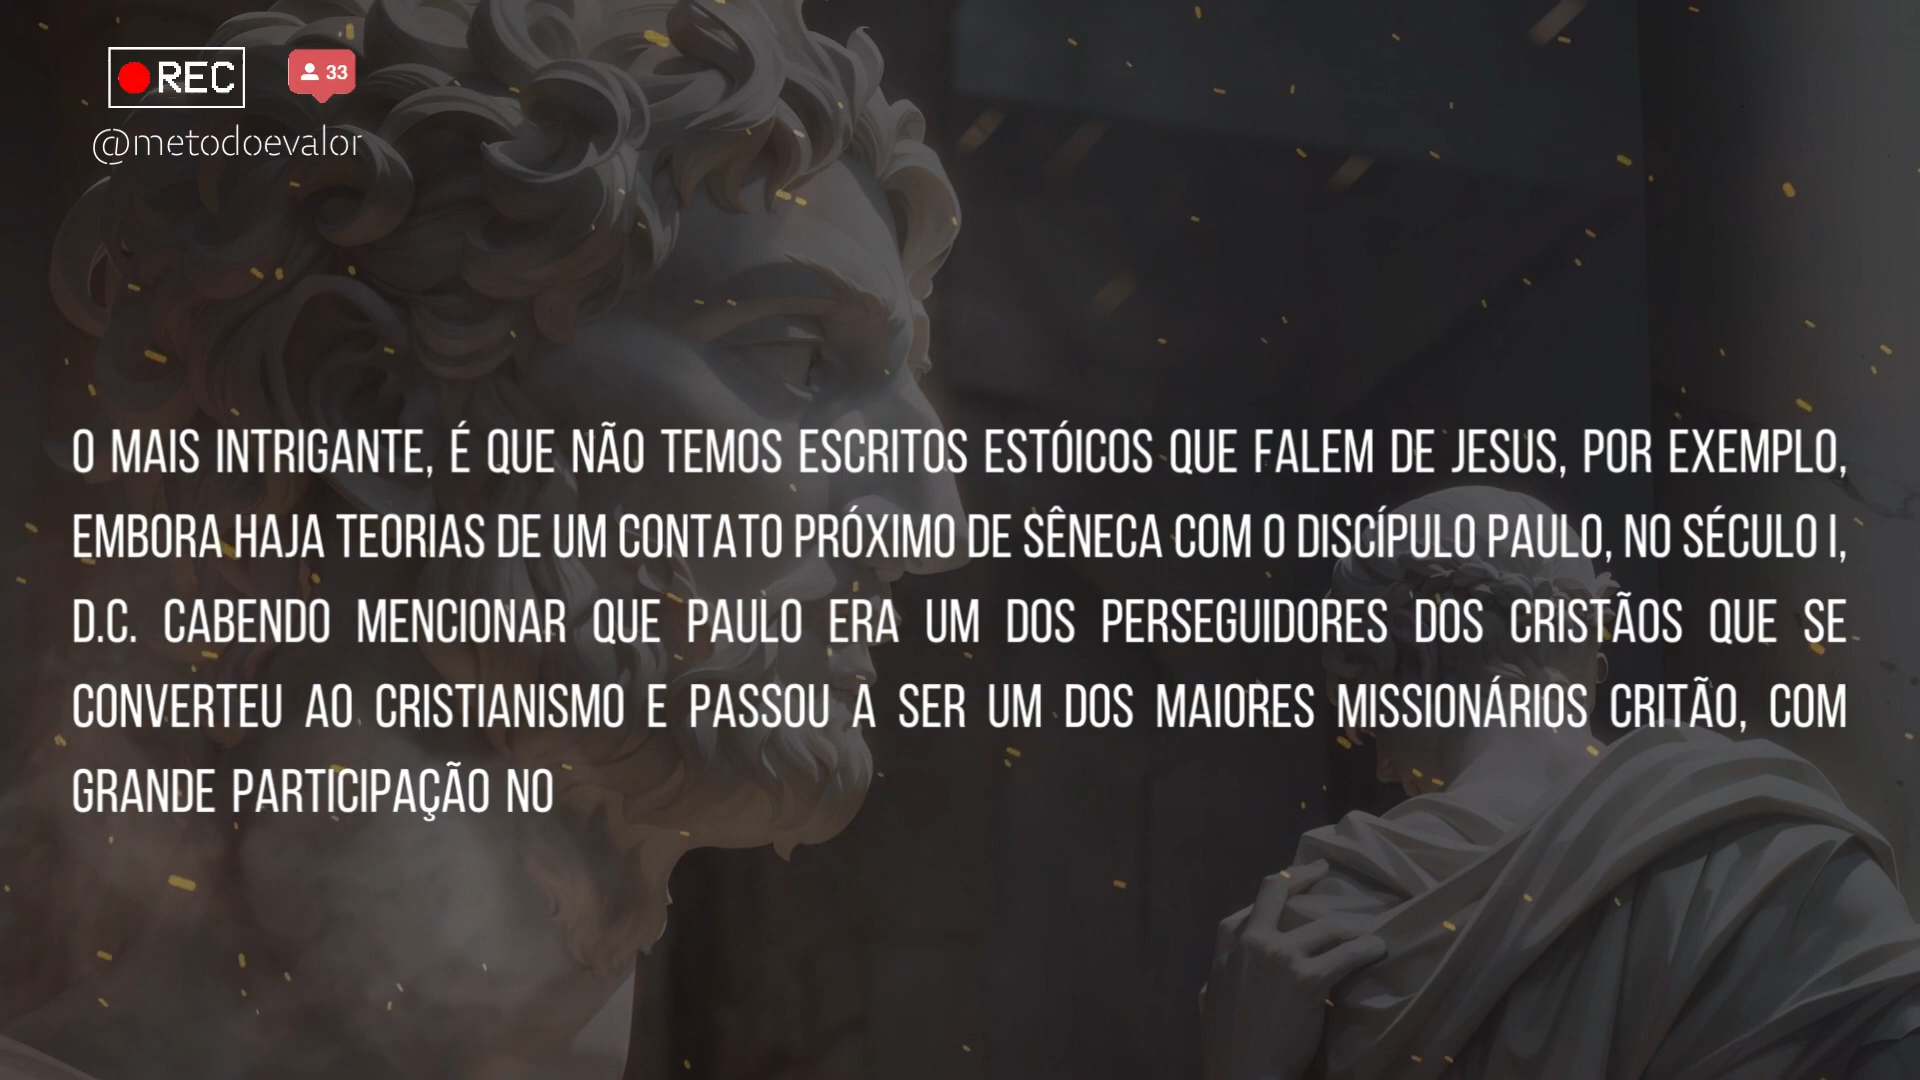 REC
33
@metodoevalor
O MAIS INTRIGANTE, É QUE NÃO TEMOS ESCRITOS ESTÓICOS QUE FALEM DE JESUS, POR EXEMPLO,
EMBORA HAJA TEORIAS DE UM CONTATO PRÓXIMO DE SÊNECA COM O DISCÍPULO PAULO, NO SÉCULO I,
D.C. CABENDO MENCIONAR QUE PAULO ERA UM DOS PERSEGUIDORES DOS CRISTÃOS QUE SE
CONVERTEU AO CRISTIANISMO E PASSOU A SER UM DOS MAIORES MISSIONÁRIOS CRITÃO, COM
GRANDE PARTICIPAÇÃO NO